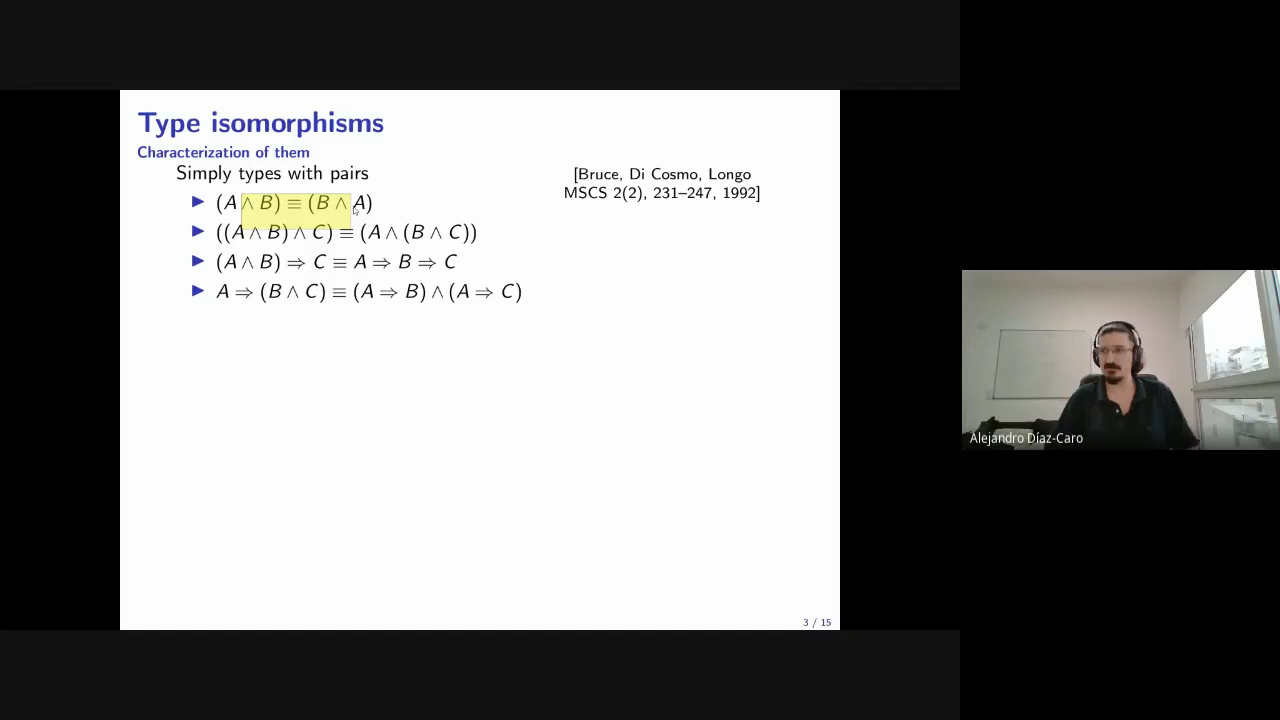 Type isomorphisms
Characterization of them
Simply types with pairs
[Bruce, Di Cosmo, Longo
MSCS 2(2), 231–247, 1992]
▶ (A ∧ B) ≡ (B ∧ A)
▶ ((A ∧ B) ∧ C) ≡ (A ∧ (B ∧ C))
▶ (A ∧ B) ⇒ C ≡ A ⇒ B ⇒ C
▶ A ⇒ (B ∧ C) ≡ (A ⇒ B) ∧ (A ⇒ C)
Alejandro Díaz-Caro
3 / 15